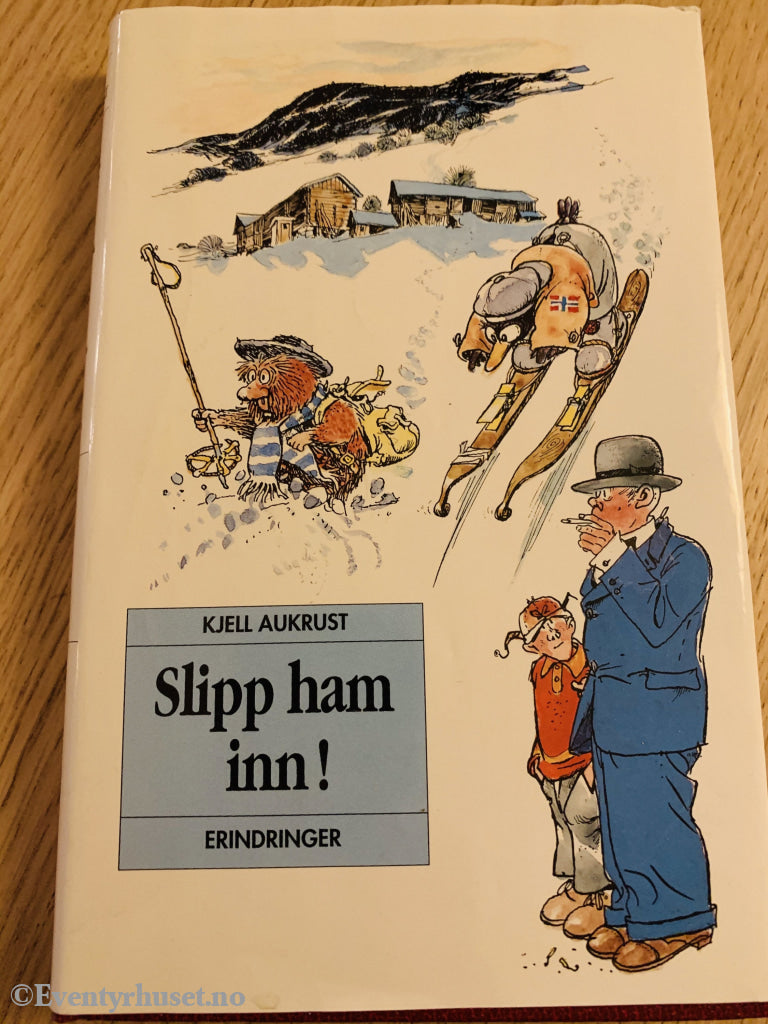 KJELL AUKRUST
Slipp ham
inn!
ERINDRINGER
©Eventyrhuset.no